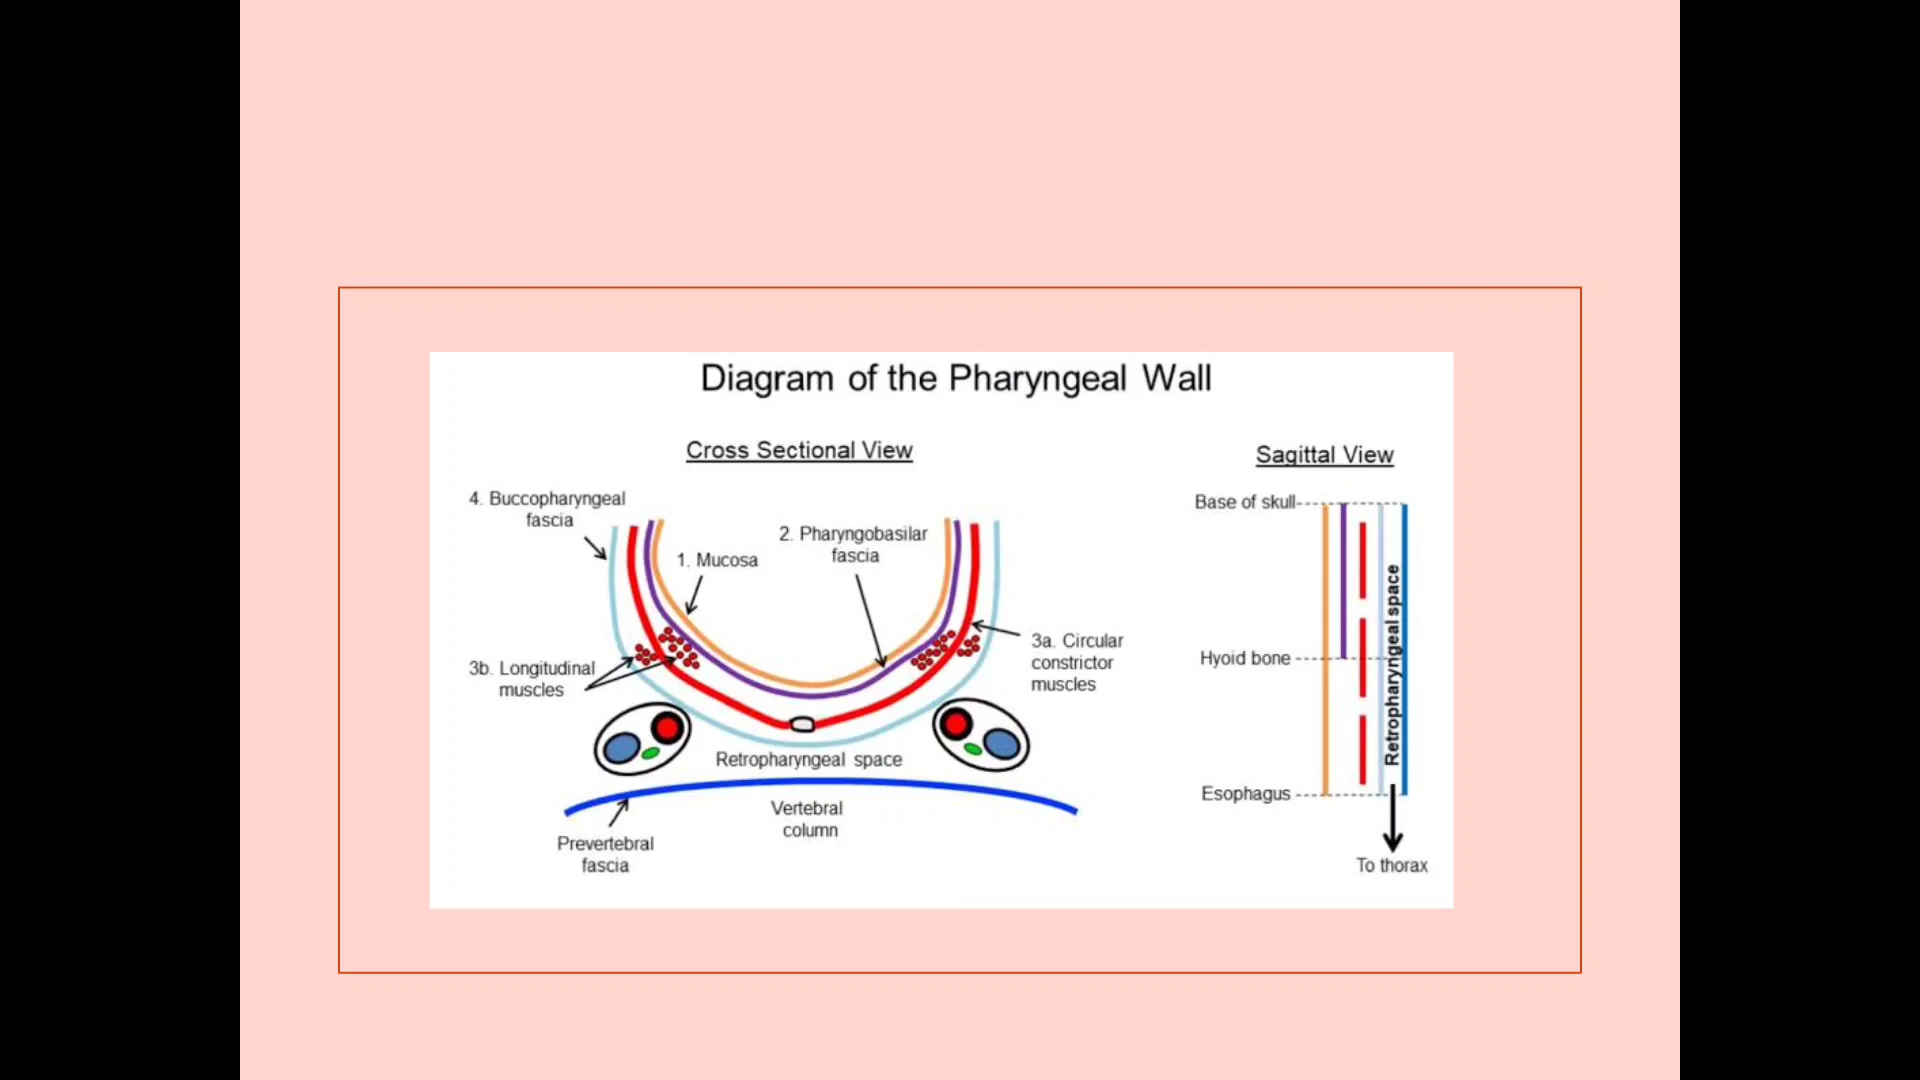 Diagram of the Pharyngeal Wall
Cross Sectional View
4. Buccopharyngeal
fascia
1. Mucosa
2. Pharyngobasilar
fascia
3a. Circular
constrictor
muscles
3b. Longitudinal
muscles
Retropharyngeal space
Vertebral
column
Prevertebral
fascia
Sagittal View
Base of skull
Hyoid bone
Esophagus
Retropharyngeal space
To thorax